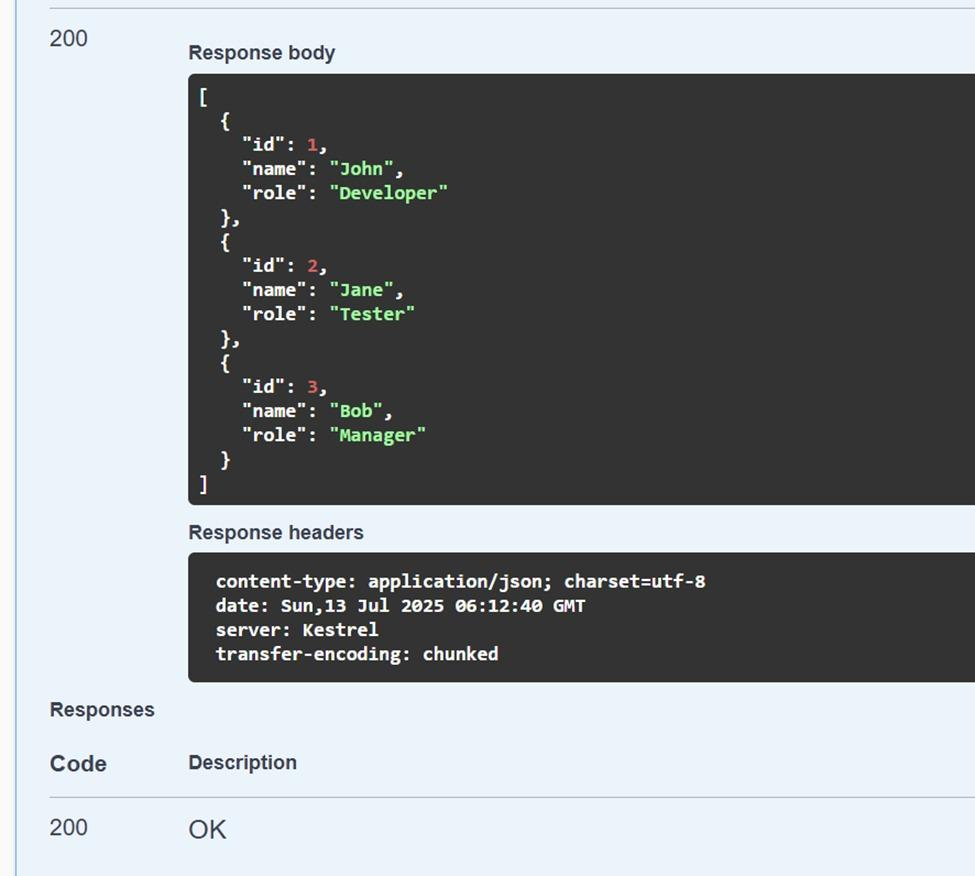 200
Response body
[
  {
    "id": 1,
    "name": "John",
    "role": "Developer"
  },
  {
    "id": 2,
    "name": "Jane",
    "role": "Tester"
  },
  {
    "id": 3,
    "name": "Bob",
    "role": "Manager"
  }
]
Response headers
content-type: application/json; charset=utf-8
date: Sun,13 Jul 2025 06:12:40 GMT
server: Kestrel
transfer-encoding: chunked
Responses
Code Description
200 OK